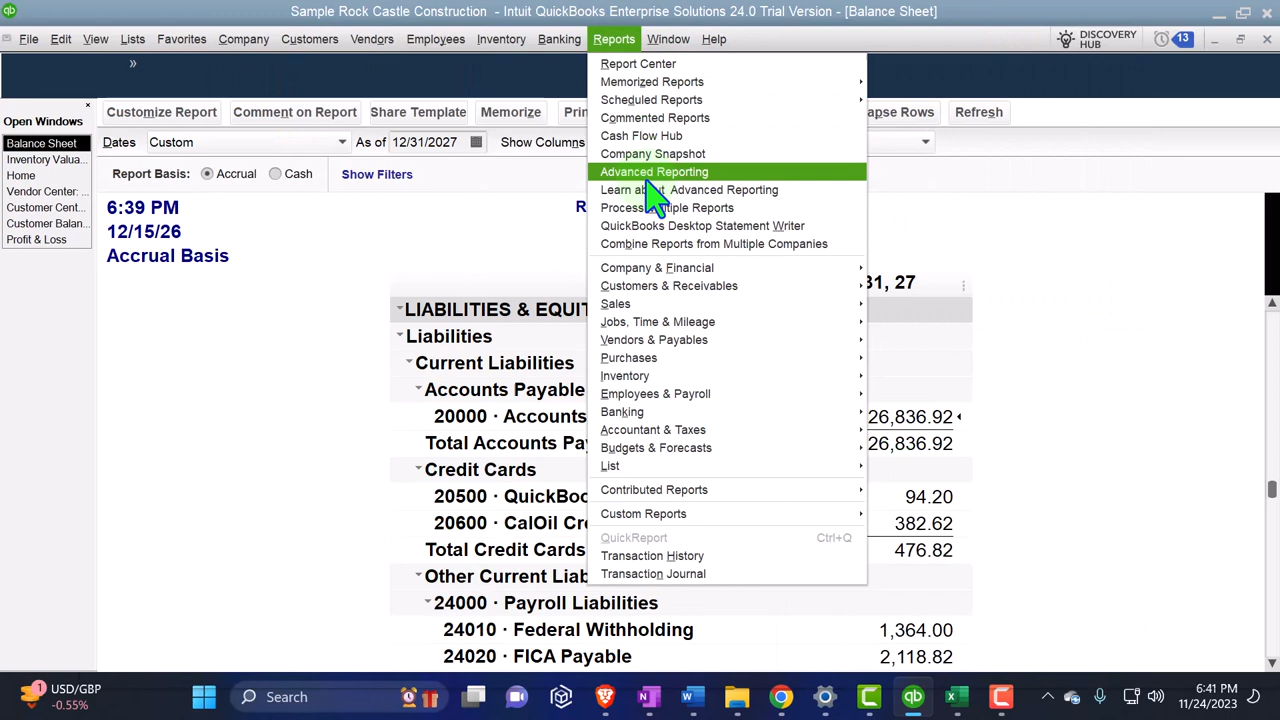 Sample Rock Castle Construction - Intuit QuickBooks Enterprise Solutions 24.0 Trial Version - [Balance Sheet]
File Edit View Lists Favorites Company Customers Vendors Employees Inventory Banking Reports Window Help
DISCOVERY HUB 13
»
Customize Report Comment on Report Share Template Memorize Prin apse Rows Refresh
Dates Custom As of 12/31/2027 Show Columns
Report Basis: Accrual Cash Show Filters
Open Windows
Balance Sheet
Inventory Valua...
Home
Vendor Center: ...
Customer Cent...
Customer Balan...
Profit & Loss
6:39 PM
12/15/26
Accrual Basis
R
31, 27
LIABILITIES & EQUIT
Liabilities
Current Liabilities
Accounts Payable
20000 · Accounts 26,836.92
Total Accounts Pay 26,836.92
Credit Cards
20500 · QuickBoo 94.20
20600 · CalOil Cre 382.62
Total Credit Cards 476.82
Other Current Liab
24000 · Payroll Liabilities
24010 · Federal Withholding 1,364.00
24020 · FICA Payable 2,118.82
Report Center
Memorized Reports
Scheduled Reports
Commented Reports
Cash Flow Hub
Company Snapshot
Advanced Reporting
Learn about Advanced Reporting
Process Multiple Reports
QuickBooks Desktop Statement Writer
Combine Reports from Multiple Companies
Company & Financial
Customers & Receivables
Sales
Jobs, Time & Mileage
Vendors & Payables
Purchases
Inventory
Employees & Payroll
Banking
Accountant & Taxes
Budgets & Forecasts
List
Contributed Reports
Custom Reports
QuickReport Ctrl+Q
Transaction History
Transaction Journal
1 USD/GBP
-0.55%
Search
6:41 PM
11/24/2023